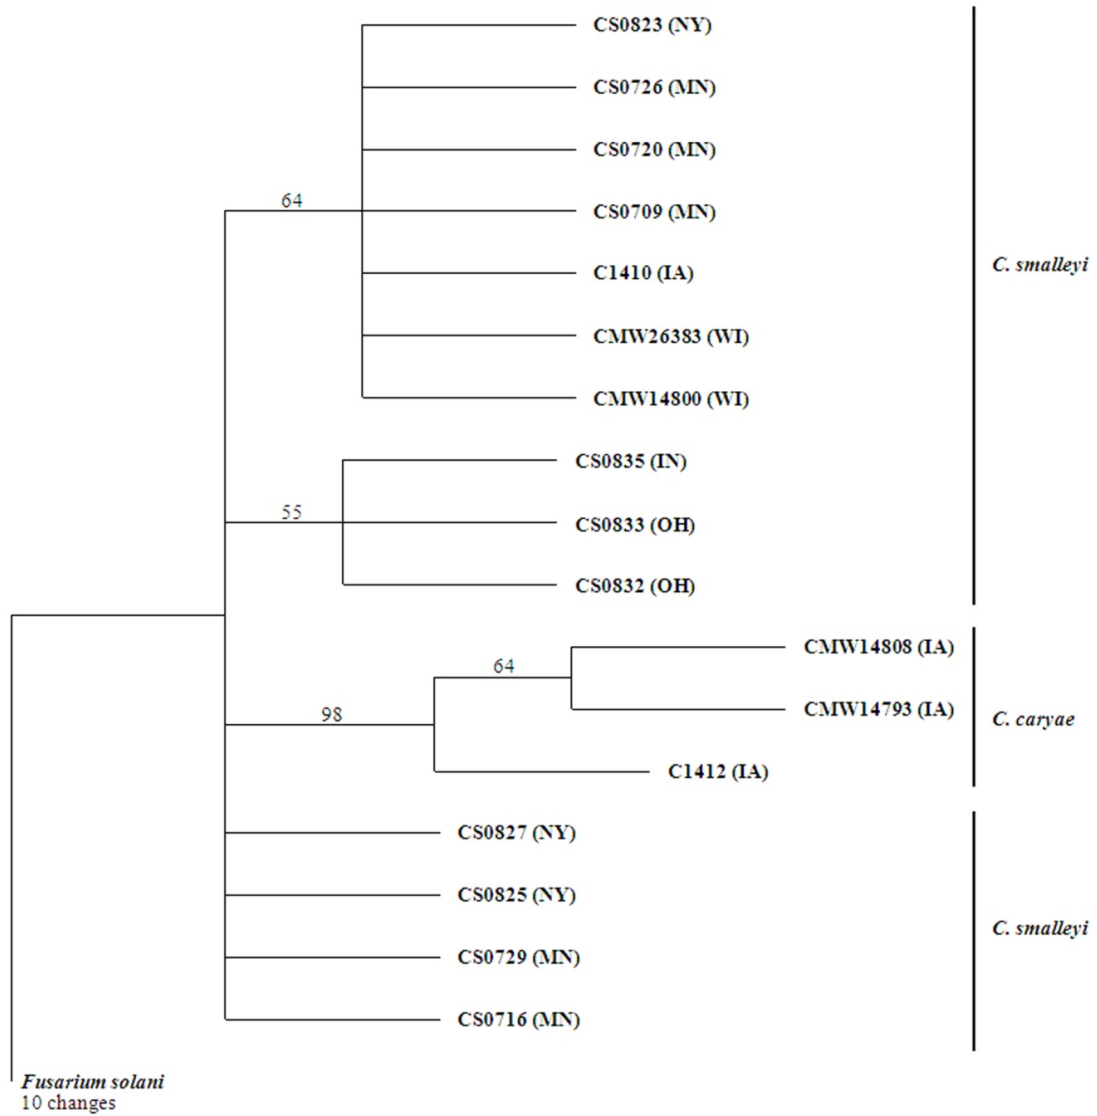 CS0823 (NY)
CS0726 (MN)
CS0720 (MN)
64
CS0709 (MN)
C. smalleyi
C1410 (IA)
CMW26383 (WI)
CMW14800 (WI)
CS0835 (IN)
55
CS0833 (OH)
CS0832 (OH)
CMW14808 (IA)
64
CMW14793 (IA)
98
C. caryae
C1412 (IA)
CS0827 (NY)
CS0825 (NY)
C. smalleyi
CS0729 (MN)
CS0716 (MN)
Fusarium solani
10 changes